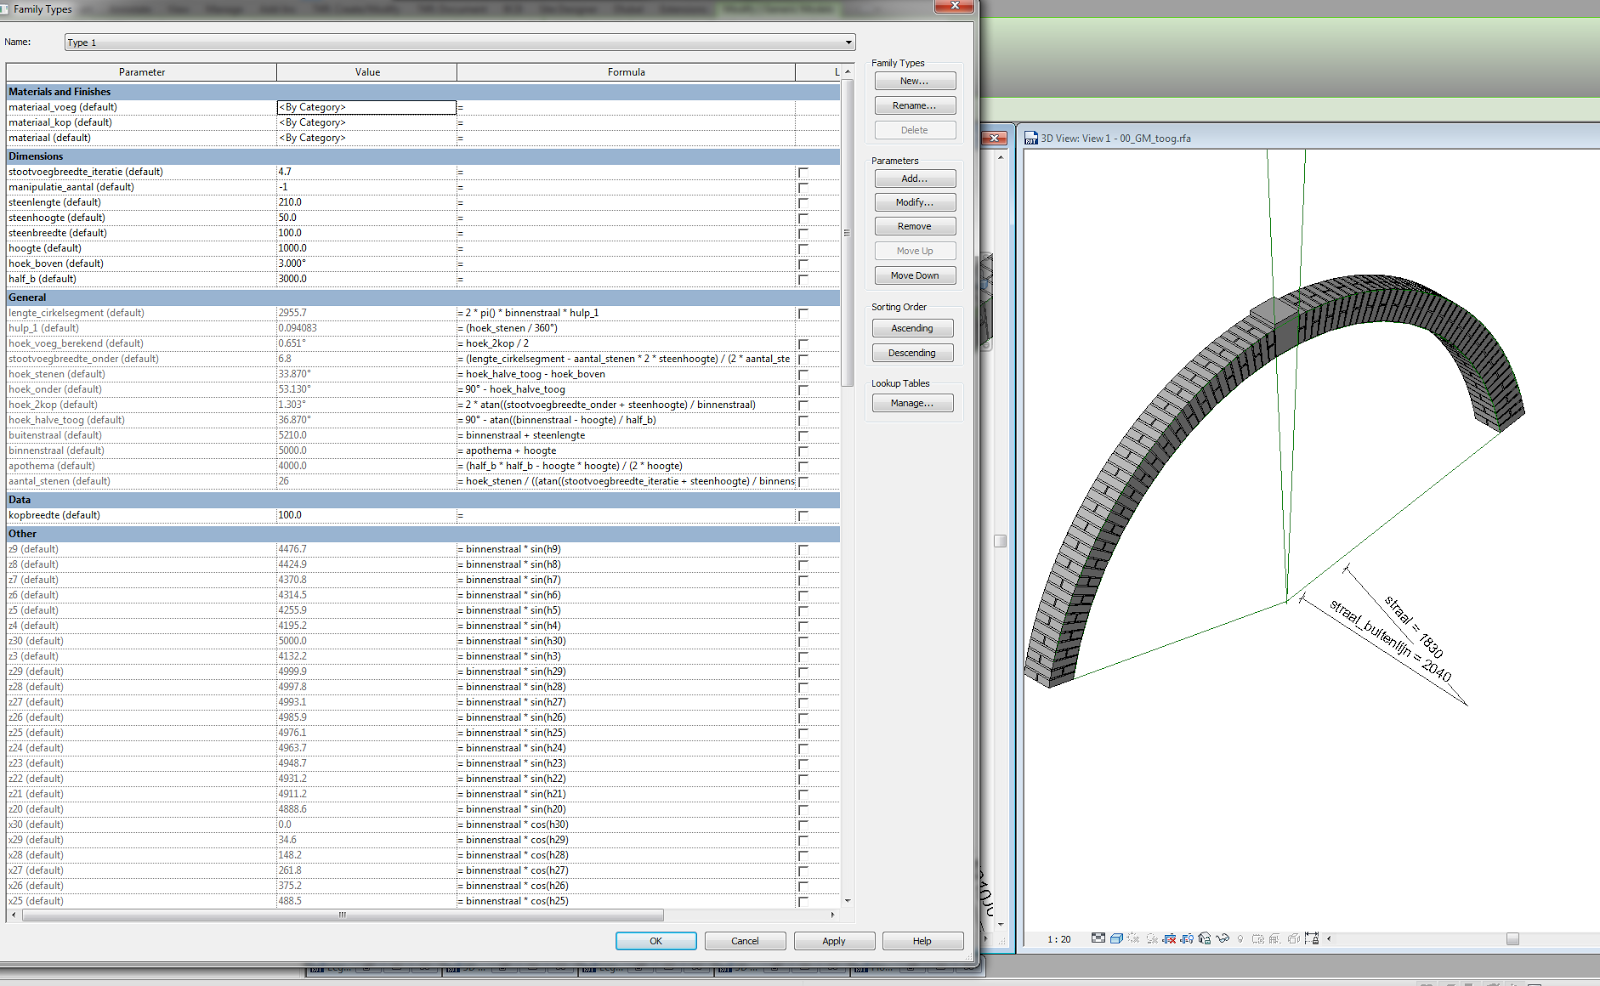 Family Types
Name:
Type 1
Parameter Value Formula L
Materials and Finishes
materiaal_voeg (default) <By Category> =
materiaal_kop (default) <By Category> =
materiaal (default) <By Category> =
Dimensions
stootvoegbreedte_iteratie (default) 4.7 =
manipulatie_aantal (default) -1 =
steenlengte (default) 210.0 =
steenhoogte (default) 50.0 =
steenbreedte (default) 100.0 =
hoogte (default) 1000.0 =
hoek_boven (default) 3.000° =
half_b (default) 3000.0 =
General
lengte_cirkelsegment (default) 2955.7 = 2 * pi() * binnenstraal * hulp_1
hulp_1 (default) 0.094083 = (hoek_stenen / 360°)
hoek_voeg_berekend (default) 0.651° = hoek_2kop / 2
stootvoegbreedte_onder (default) 6.8 = (lengte_cirkelsegment - aantal_stenen * 2 * steenhoogte) / (2 * aantal_ste
hoek_stenen (default) 33.870° = hoek_halve_toog - hoek_boven
hoek_onder (default) 53.130° = 90° - hoek_halve_toog
hoek_2kop (default) 1.303° = 2 * atan((stootvoegbreedte_onder + steenhoogte) / binnenstraal)
hoek_halve_toog (default) 36.870° = 90° - atan((binnenstraal - hoogte) / half_b)
buitenstraal (default) 5210.0 = binnenstraal + steenlengte
binnenstraal (default) 5000.0 = apothema + hoogte
apothema (default) 4000.0 = (half_b * half_b - hoogte * hoogte) / (2 * hoogte)
aantal_stenen (default) 26 = hoek_stenen / ((atan((stootvoegbreedte_iteratie + steenhoogte) / binnens
Data
kopbreedte (default) 100.0 =
Other
z9 (default) 4476.7 = binnenstraal * sin(h9)
z8 (default) 4424.9 = binnenstraal * sin(h8)
z7 (default) 4370.8 = binnenstraal * sin(h7)
z6 (default) 4314.5 = binnenstraal * sin(h6)
z5 (default) 4255.9 = binnenstraal * sin(h5)
z4 (default) 4195.2 = binnenstraal * sin(h4)
z30 (default) 5000.0 = binnenstraal * sin(h30)
z3 (default) 4132.2 = binnenstraal * sin(h3)
z29 (default) 4999.9 = binnenstraal * sin(h29)
z28 (default) 4997.8 = binnenstraal * sin(h28)
z27 (default) 4993.1 = binnenstraal * sin(h27)
z26 (default) 4985.9 = binnenstraal * sin(h26)
z25 (default) 4976.1 = binnenstraal * sin(h25)
z24 (default) 4963.7 = binnenstraal * sin(h24)
z23 (default) 4948.7 = binnenstraal * sin(h23)
z22 (default) 4931.2 = binnenstraal * sin(h22)
z21 (default) 4911.2 = binnenstraal * sin(h21)
z20 (default) 4888.6 = binnenstraal * sin(h20)
x30 (default) 0.0 = binnenstraal * cos(h30)
x29 (default) 34.6 = binnenstraal * cos(h29)
x28 (default) 148.2 = binnenstraal * cos(h28)
x27 (default) 261.8 = binnenstraal * cos(h27)
x26 (default) 375.2 = binnenstraal * cos(h26)
x25 (default) 488.5 = binnenstraal * cos(h25)
OK Cancel Apply Help
Family Types
New...
Rename...
Delete
Parameters
Add...
Modify...
Remove
Move Up
Move Down
Sorting Order
Ascending
Descending
Lookup Tables
Manage...
3D View: View 1 - 00_GM_toog.rfa
straal = 1830
straal_buitenlijn = 2040
1 : 20